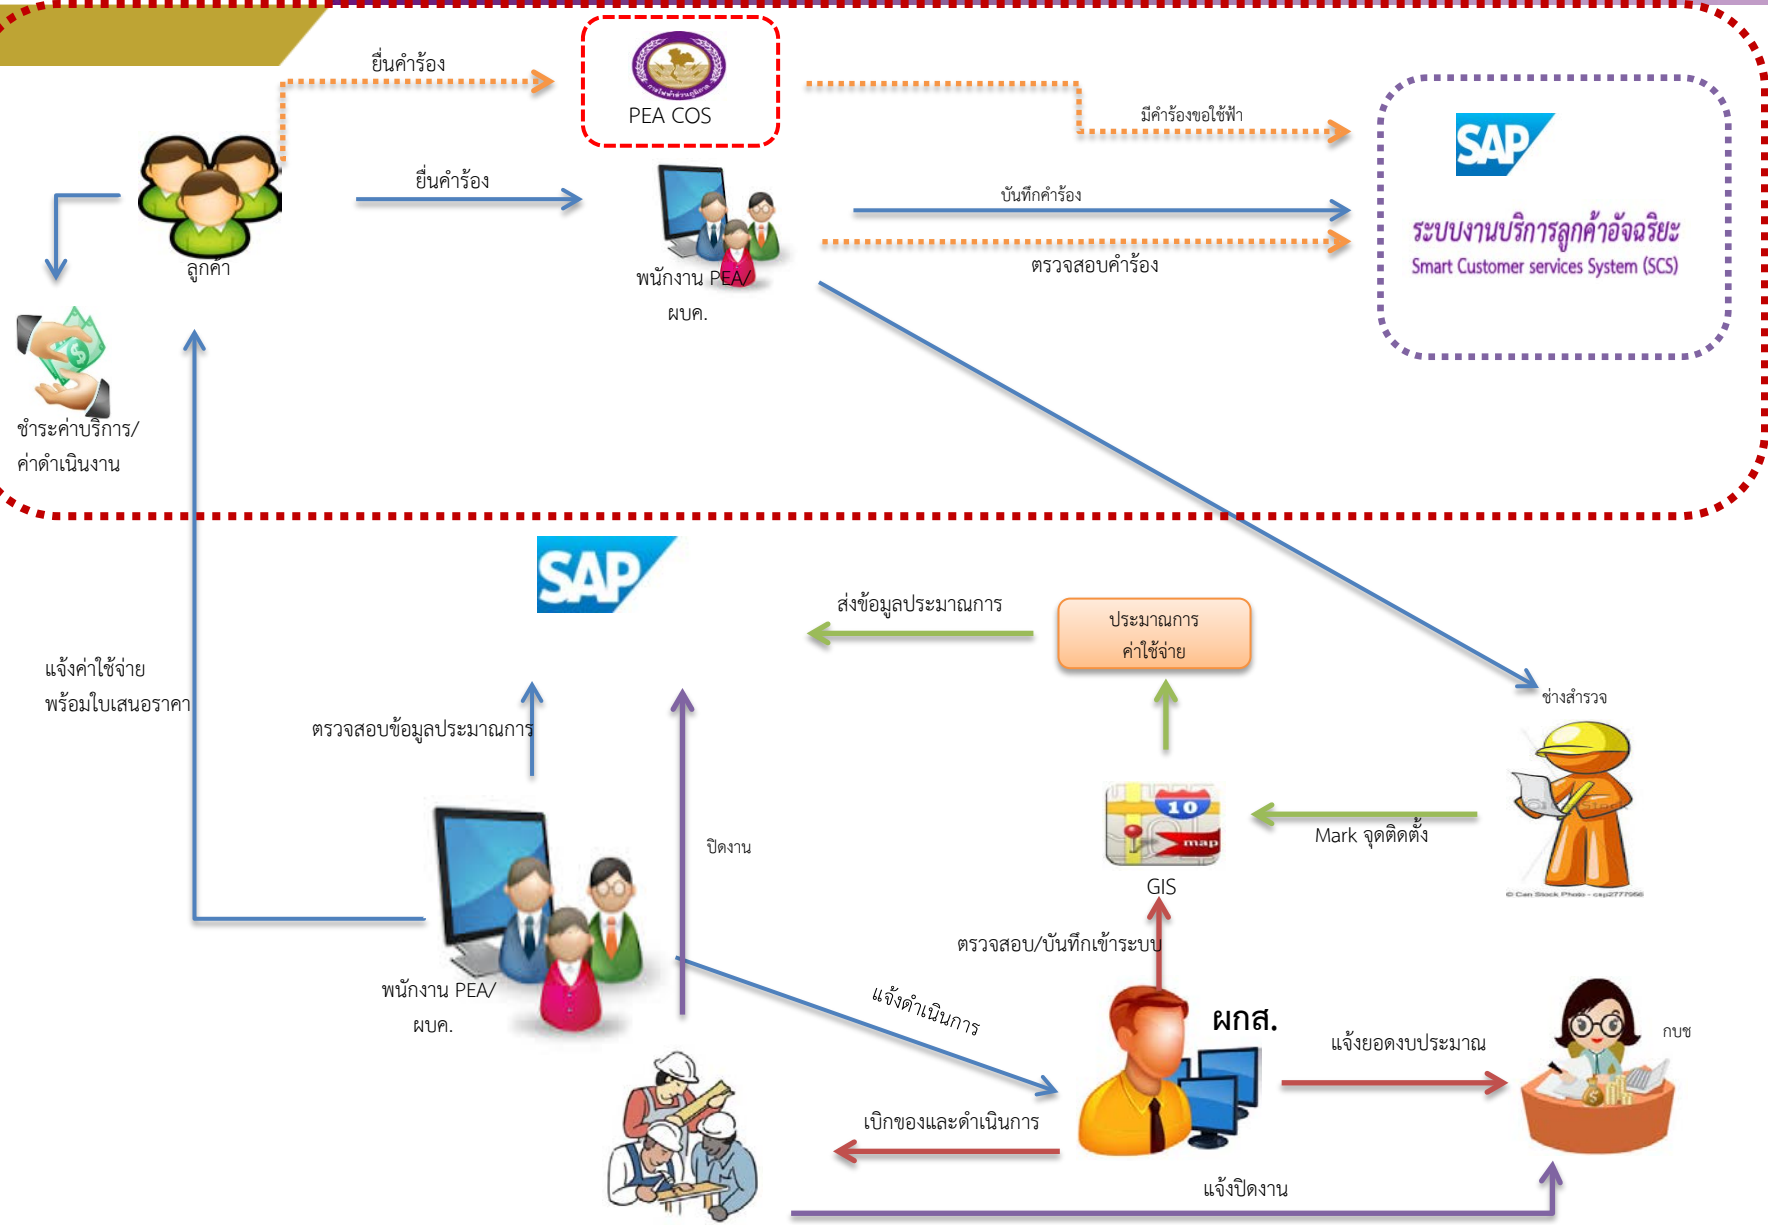 ยื่นคำร้อง
PEA COS
มีคำร้องขอใช้ฟ้า
SAP
ยื่นคำร้อง
บันทึกคำร้อง
ระบบงานบริการลูกค้าอัจฉริยะ
Smart Customer services System (SCS)
ตรวจสอบคำร้อง
ลูกค้า
พนักงาน PEA/
ผบค.
ชำระค่าบริการ/
ค่าดำเนินงาน
SAP
ส่งข้อมูลประมาณการ
ประมาณการ
ค่าใช้จ่าย
แจ้งค่าใช้จ่าย
พร้อมใบเสนอราคา
ตรวจสอบข้อมูลประมาณการ
ช่างสำรวจ
10
map
Mark จุดติดตั้ง
ปิดงาน
GIS
© Can Stock Photo - csp2777956
ตรวจสอบ/บันทึกเข้าระบบ
พนักงาน PEA/
ผบค.
แจ้งดำเนินการ
ผกส.
แจ้งยอดงบประมาณ
กบช
เบิกของและดำเนินการ
แจ้งปิดงาน